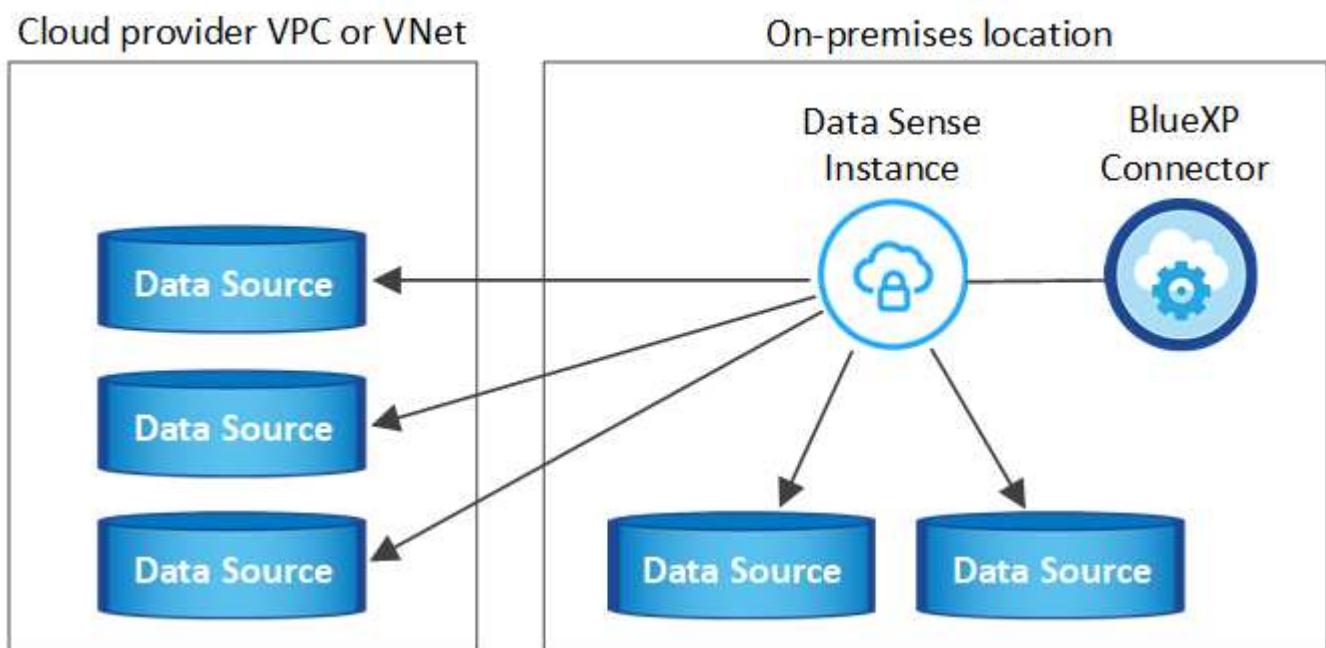 Cloud provider VPC or VNet
Data Source
Data Source
Data Source
On-premises location
Data Sense
Instance
BlueXP
Connector
Data Source
Data Source